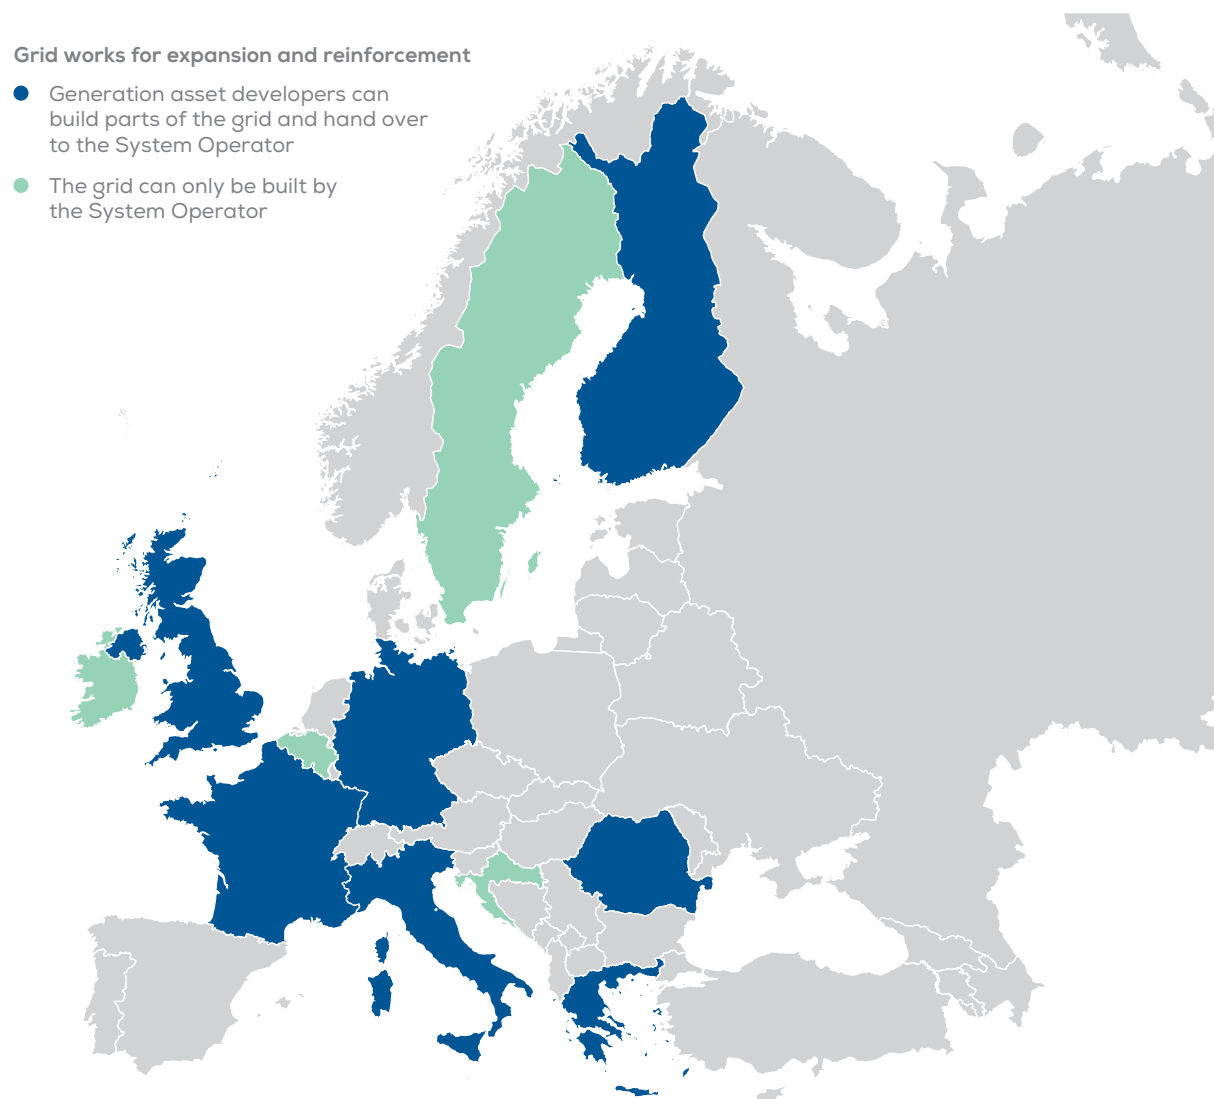 Grid works for expansion and reinforcement
Generation asset developers can
build parts of the grid and hand over
to the System Operator
The grid can only be built by
the System Operator